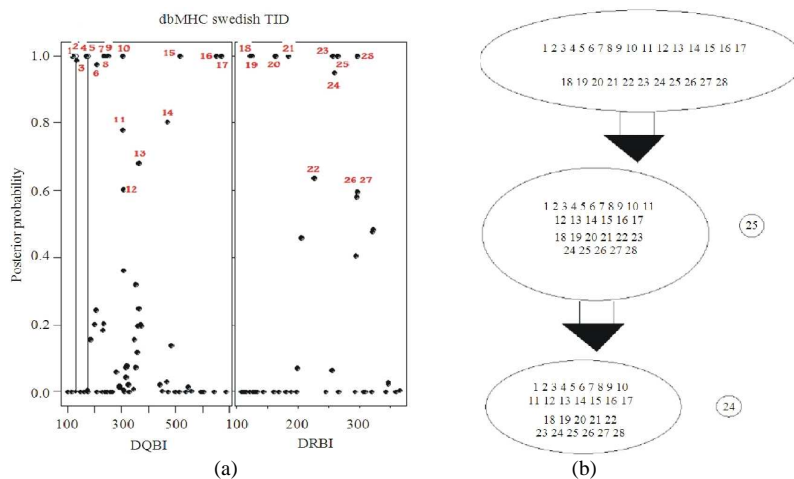 dbMHC swedish TID
1 2 4 5 7 9 10 15 16 18 21 23 28
3 6 8 17 19 20 25
24
11 14
13
22
12 26 27
Posterior probability
1.0
0.8
0.6
0.4
0.2
0.0
100 300 500 100 300
DQBI DRBI
(a)
1 2 3 4 5 6 7 8 9 10 11 12 13 14 15 16 17
18 19 20 21 22 23 24 25 26 27 28
1 2 3 4 5 6 7 8 9 10 11
12 13 14 15 16 17
18 19 20 21 22 23
24 25 26 27 28
25
1 2 3 4 5 6 7 8 9 10
11 12 13 14 15 16 17
18 19 20 21 22
23 24 25 26 27 28
24
(b)